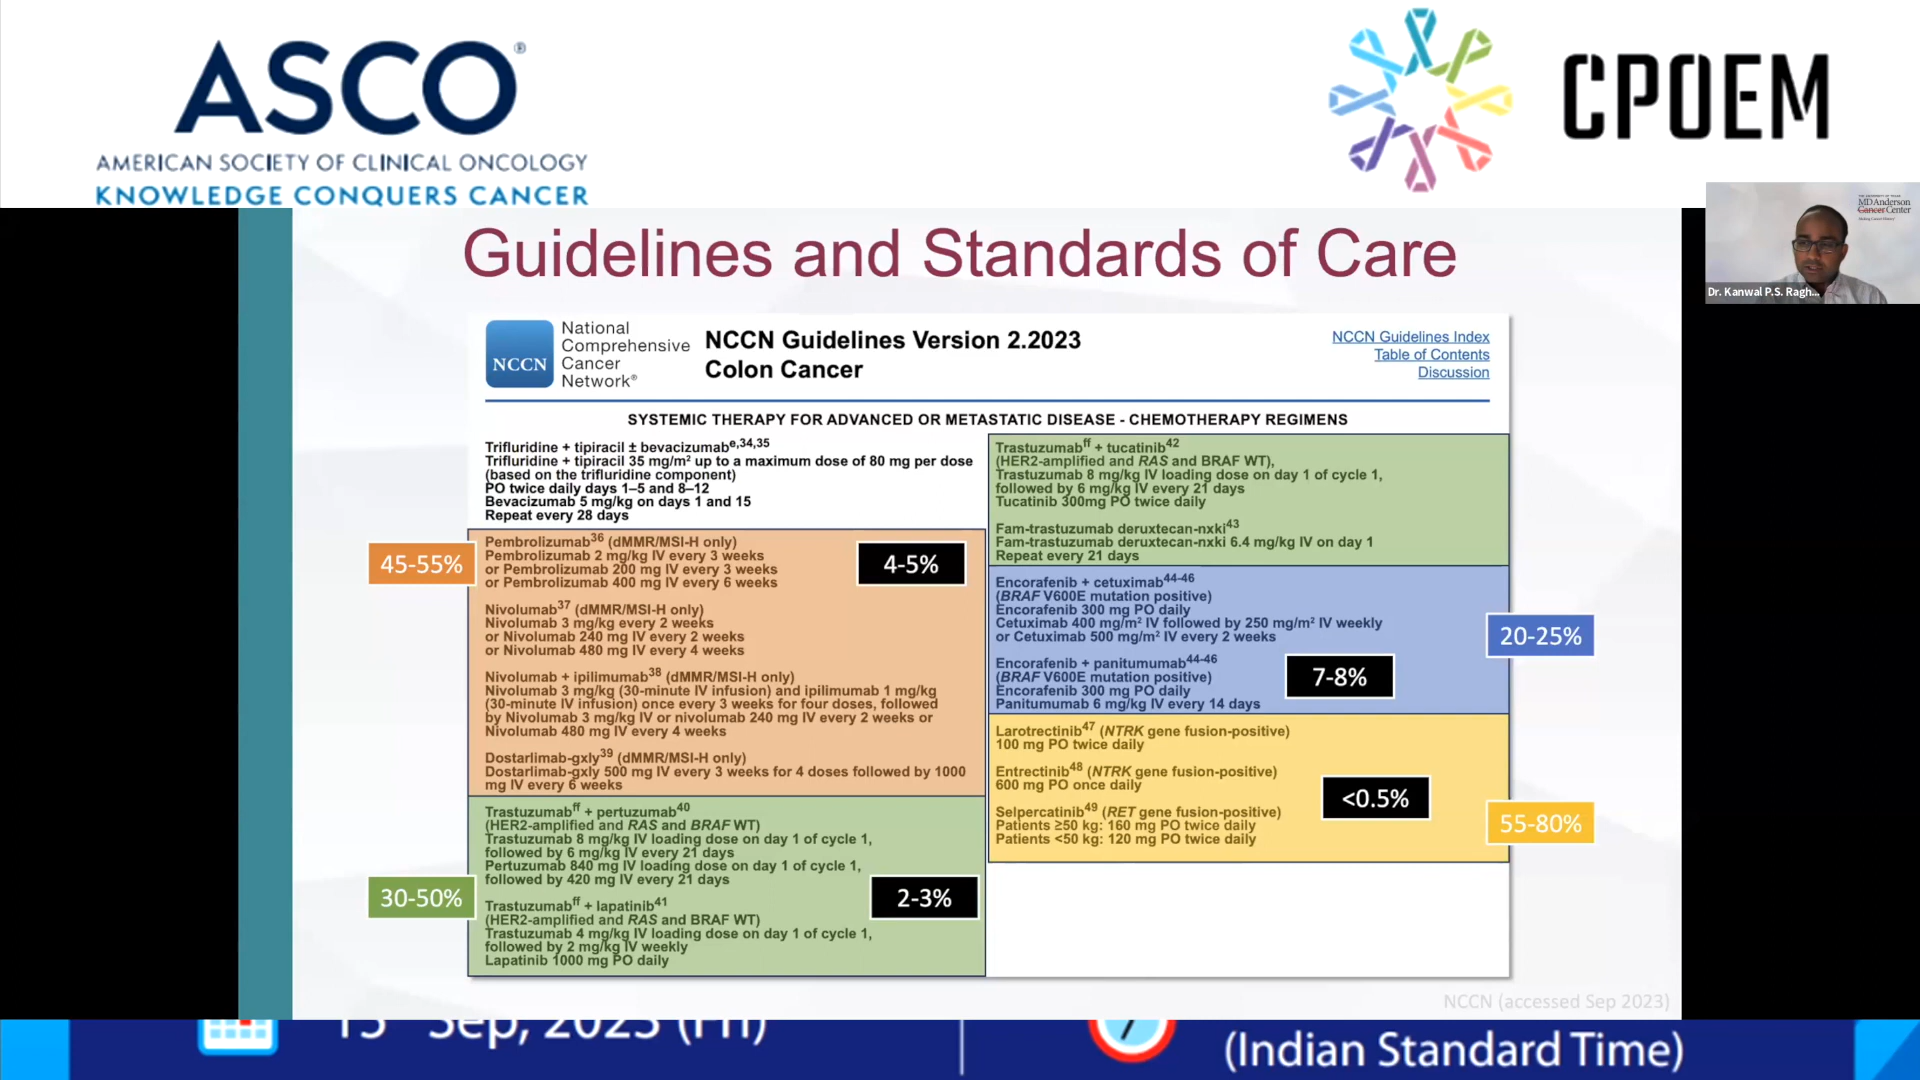 ASCO®
AMERICAN SOCIETY OF CLINICAL ONCOLOGY
KNOWLEDGE CONQUERS CANCER
CPOEM
THE UNIVERSITY OF TEXAS
MD Anderson
Cancer Center
Making Cancer History®
Dr. Kanwal P.S. Ragh...
Guidelines and Standards of Care
NCCN
National
Comprehensive
Cancer
Network®
NCCN Guidelines Version 2.2023
Colon Cancer
NCCN Guidelines Index
Table of Contents
Discussion
SYSTEMIC THERAPY FOR ADVANCED OR METASTATIC DISEASE - CHEMOTHERAPY REGIMENS
Trifluridine + tipiracil ± bevacizumab^e,34,35
Trifluridine + tipiracil 35 mg/m² up to a maximum dose of 80 mg per dose
(based on the trifluridine component)
PO twice daily days 1–5 and 8–12
Bevacizumab 5 mg/kg on days 1 and 15
Repeat every 28 days
45-55%
4-5%
Pembrolizumab³⁶ (dMMR/MSI-H only)
Pembrolizumab 2 mg/kg IV every 3 weeks
or Pembrolizumab 200 mg IV every 3 weeks
or Pembrolizumab 400 mg IV every 6 weeks
Nivolumab³⁷ (dMMR/MSI-H only)
Nivolumab 3 mg/kg every 2 weeks
or Nivolumab 240 mg IV every 2 weeks
or Nivolumab 480 mg IV every 4 weeks
Nivolumab + ipilimumab³⁸ (dMMR/MSI-H only)
Nivolumab 3 mg/kg (30-minute IV infusion) and ipilimumab 1 mg/kg
(30-minute IV infusion) once every 3 weeks for four doses, followed
by Nivolumab 3 mg/kg IV or nivolumab 240 mg IV every 2 weeks or
Nivolumab 480 mg IV every 4 weeks
Dostarlimab-gxly³⁹ (dMMR/MSI-H only)
Dostarlimab-gxly 500 mg IV every 3 weeks for 4 doses followed by 1000
mg IV every 6 weeks
Trastuzumab^ff + pertuzumab⁴⁰
(HER2-amplified and RAS and BRAF WT)
Trastuzumab 8 mg/kg IV loading dose on day 1 of cycle 1,
followed by 6 mg/kg IV every 21 days
Pertuzumab 840 mg IV loading dose on day 1 of cycle 1,
followed by 420 mg IV every 21 days
30-50%
2-3%
Trastuzumab^ff + lapatinib⁴¹
(HER2-amplified and RAS and BRAF WT)
Trastuzumab 4 mg/kg IV loading dose on day 1 of cycle 1,
followed by 2 mg/kg IV weekly
Lapatinib 1000 mg PO daily
Trastuzumab^ff + tucatinib⁴²
(HER2-amplified and RAS and BRAF WT),
Trastuzumab 8 mg/kg IV loading dose on day 1 of cycle 1,
followed by 6 mg/kg IV every 21 days
Tucatinib 300mg PO twice daily
Fam-trastuzumab deruxtecan-nxki⁴³
Fam-trastuzumab deruxtecan-nxki 6.4 mg/kg IV on day 1
Repeat every 21 days
Encorafenib + cetuximab⁴⁴⁻⁴⁶
(BRAF V600E mutation positive)
Encorafenib 300 mg PO daily
Cetuximab 400 mg/m² IV followed by 250 mg/m² IV weekly
or Cetuximab 500 mg/m² IV every 2 weeks
20-25%
Encorafenib + panitumumab⁴⁴⁻⁴⁶
(BRAF V600E mutation positive)
Encorafenib 300 mg PO daily
Panitumumab 6 mg/kg IV every 14 days
7-8%
Larotrectinib⁴⁷ (NTRK gene fusion-positive)
100 mg PO twice daily
Entrectinib⁴⁸ (NTRK gene fusion-positive)
600 mg PO once daily
<0.5%
Selpercatinib⁴⁹ (RET gene fusion-positive)
Patients ≥50 kg: 160 mg PO twice daily
Patients <50 kg: 120 mg PO twice daily
55-80%
NCCN (accessed Sep 2023)
15 Sep, 2023 (Fri)
(Indian Standard Time)